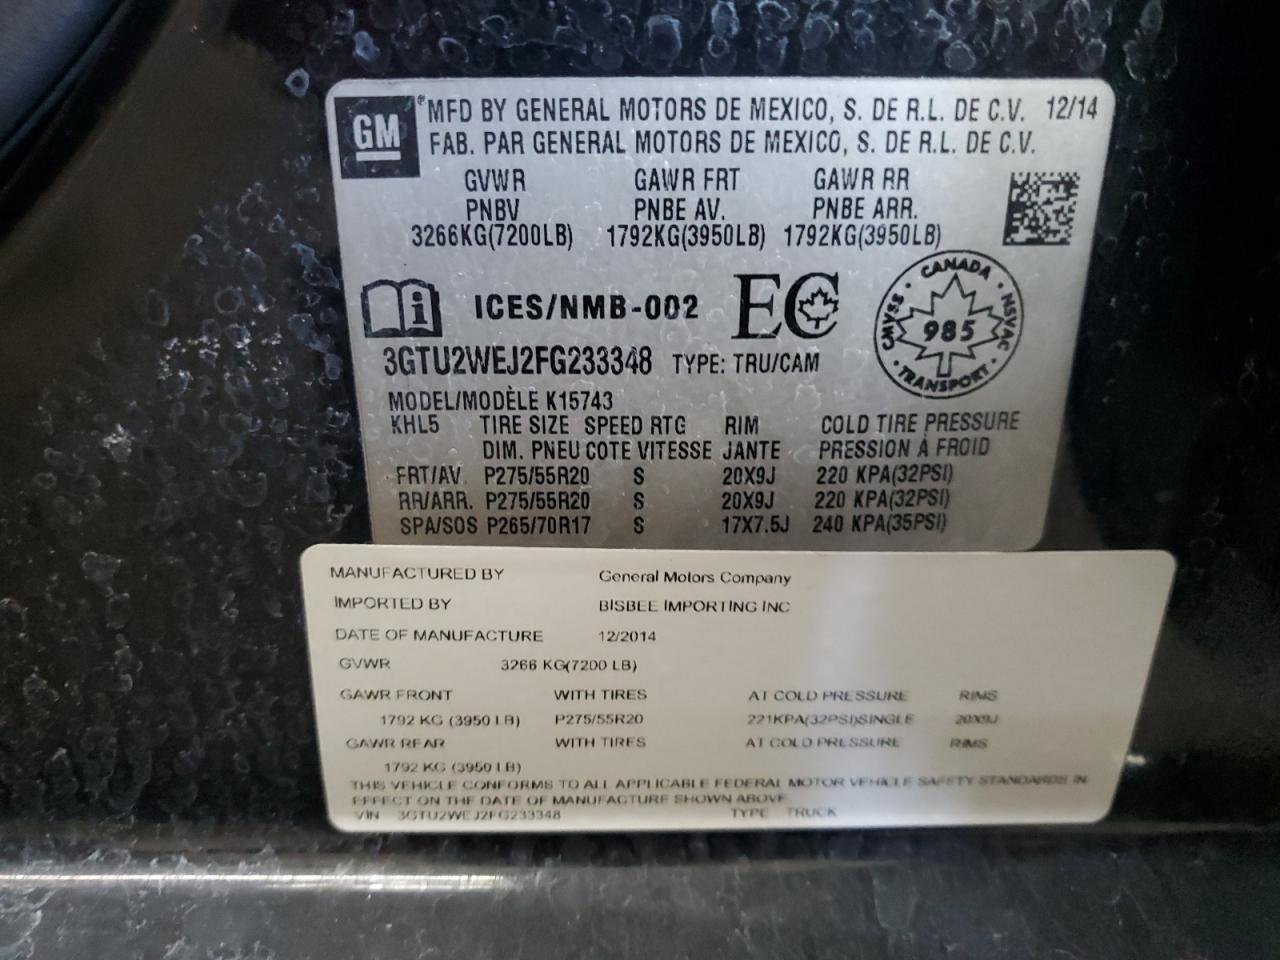 GM ® MFD BY GENERAL MOTORS DE MEXICO, S. DE R.L. DE C.V. 12/14
FAB. PAR GENERAL MOTORS DE MEXICO, S. DE R.L. DE C.V.
GVWR GAWR FRT GAWR RR
PNBV PNBE AV. PNBE ARR.
3266KG(7200LB) 1792KG(3950LB) 1792KG(3950LB)
i ICES/NMB-002 EC
CANADA
CMVSS 985 NSVAC
TRANSPORT
3GTU2WEJ2FG233348 TYPE: TRU/CAM
MODEL/MODÈLE K15743
KHL5 TIRE SIZE SPEED RTG RIM COLD TIRE PRESSURE
DIM. PNEU COTE VITESSE JANTE PRESSION À FROID
FRT/AV. P275/55R20 S 20X9J 220 KPA(32PSI)
RR/ARR. P275/55R20 S 20X9J 220 KPA(32PSI)
SPA/SOS P265/70R17 S 17X7.5J 240 KPA(35PSI)
MANUFACTURED BY General Motors Company
IMPORTED BY BISBEE IMPORTING INC
DATE OF MANUFACTURE 12/2014
GVWR 3266 KG(7200 LB)
GAWR FRONT WITH TIRES AT COLD PRESSURE RIMS
1792 KG (3950 LB) P275/55R20 221KPA(32PSI)SINGLE 20X9J
GAWR REAR WITH TIRES AT COLD PRESSURE RIMS
1792 KG (3950 LB)
THIS VEHICLE CONFORMS TO ALL APPLICABLE FEDERAL MOTOR VEHICLE SAFETY STANDARDS IN
EFFECT ON THE DATE OF MANUFACTURE SHOWN ABOVE
VIN 3GTU2WEJ2FG233348 TYPE TRUCK